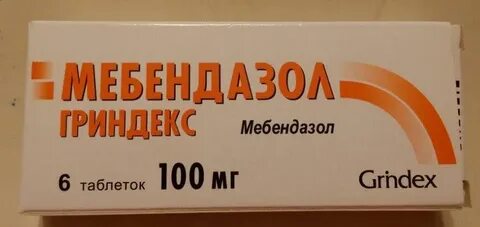 МЕБЕНДАЗОЛ
ГРИНДЕКС
Мебендазол
6 таблеток 100 мг
Grindex